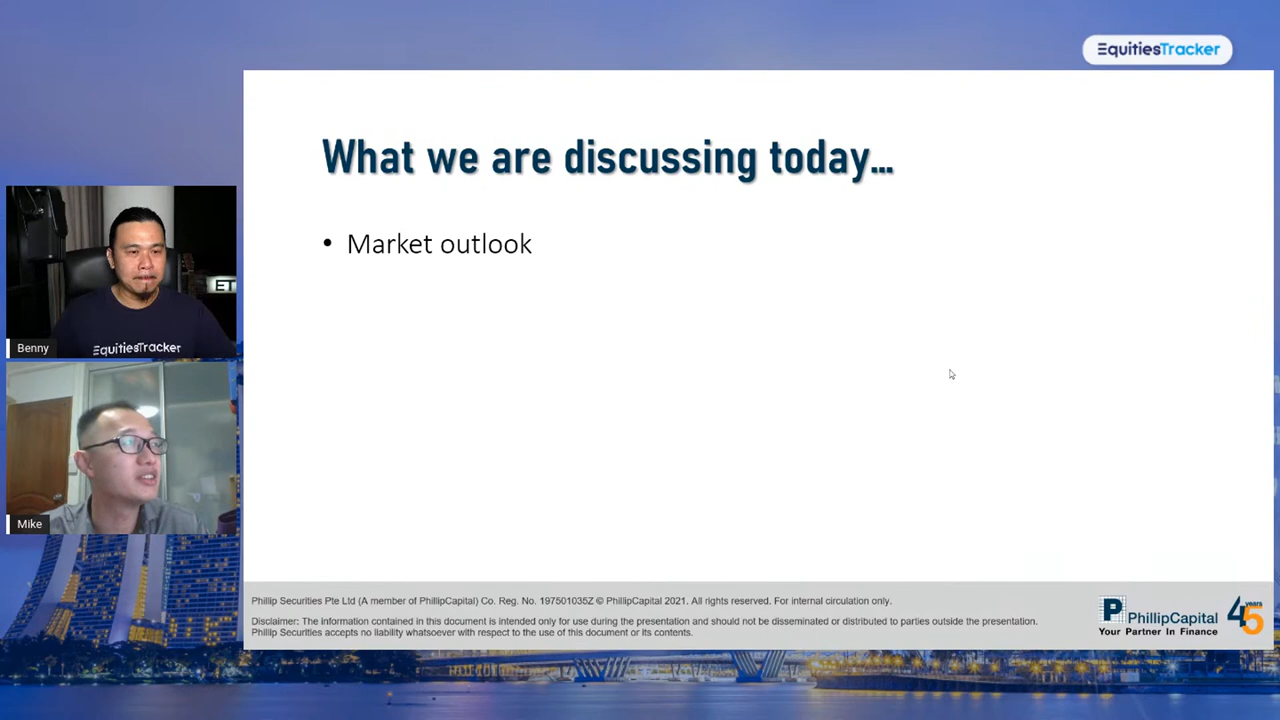 EquitiesTracker
What we are discussing today...
• Market outlook
ET
EquitiesTracker
Benny
Mike
Phillip Securities Pte Ltd (A member of PhillipCapital) Co. Reg. No. 197501035Z © PhillipCapital 2021. All rights reserved. For internal circulation only.
Disclaimer: The information contained in this document is intended only for use during the presentation and should not be disseminated or distributed to parties outside the presentation.
Phillip Securities accepts no liability whatsoever with respect to the use of this document or its contents.
P PhillipCapital
Your Partner In Finance
45 years